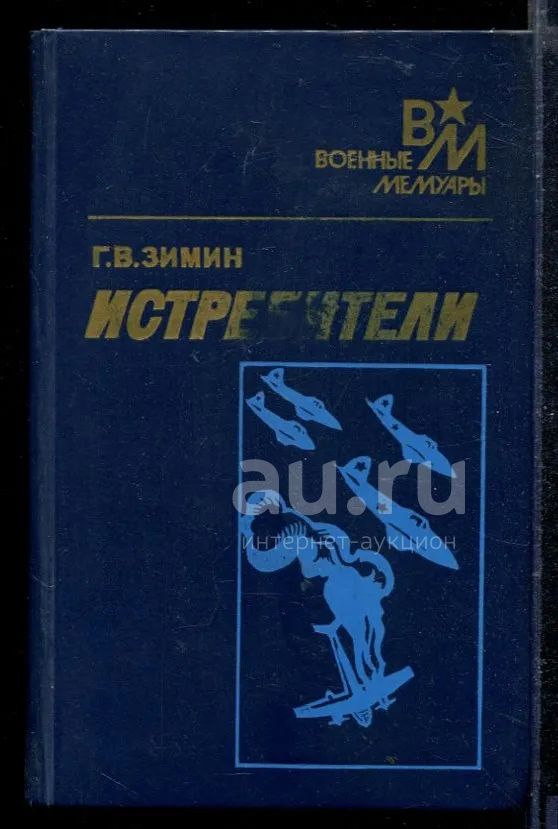 ВМ
ВОЕННЫЕ
МЕМУАРЫ
Г.В.ЗИМИН
ИСТРЕБИТЕЛИ
au.ru
интернет-аукцион